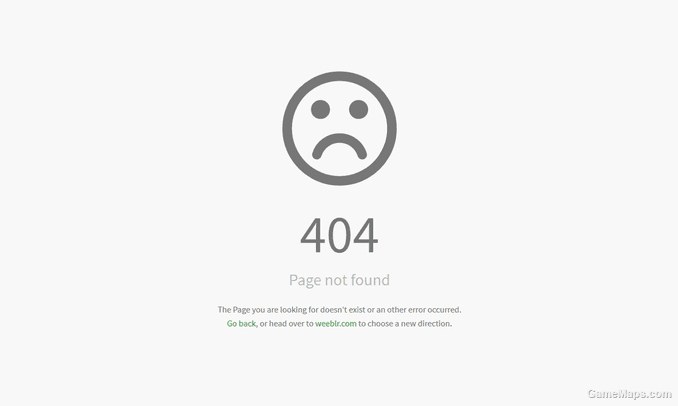 404
Page not found
The Page you are looking for doesn't exist or an other error occurred.
Go back, or head over to weeblr.com to choose a new direction.
GameMaps.com